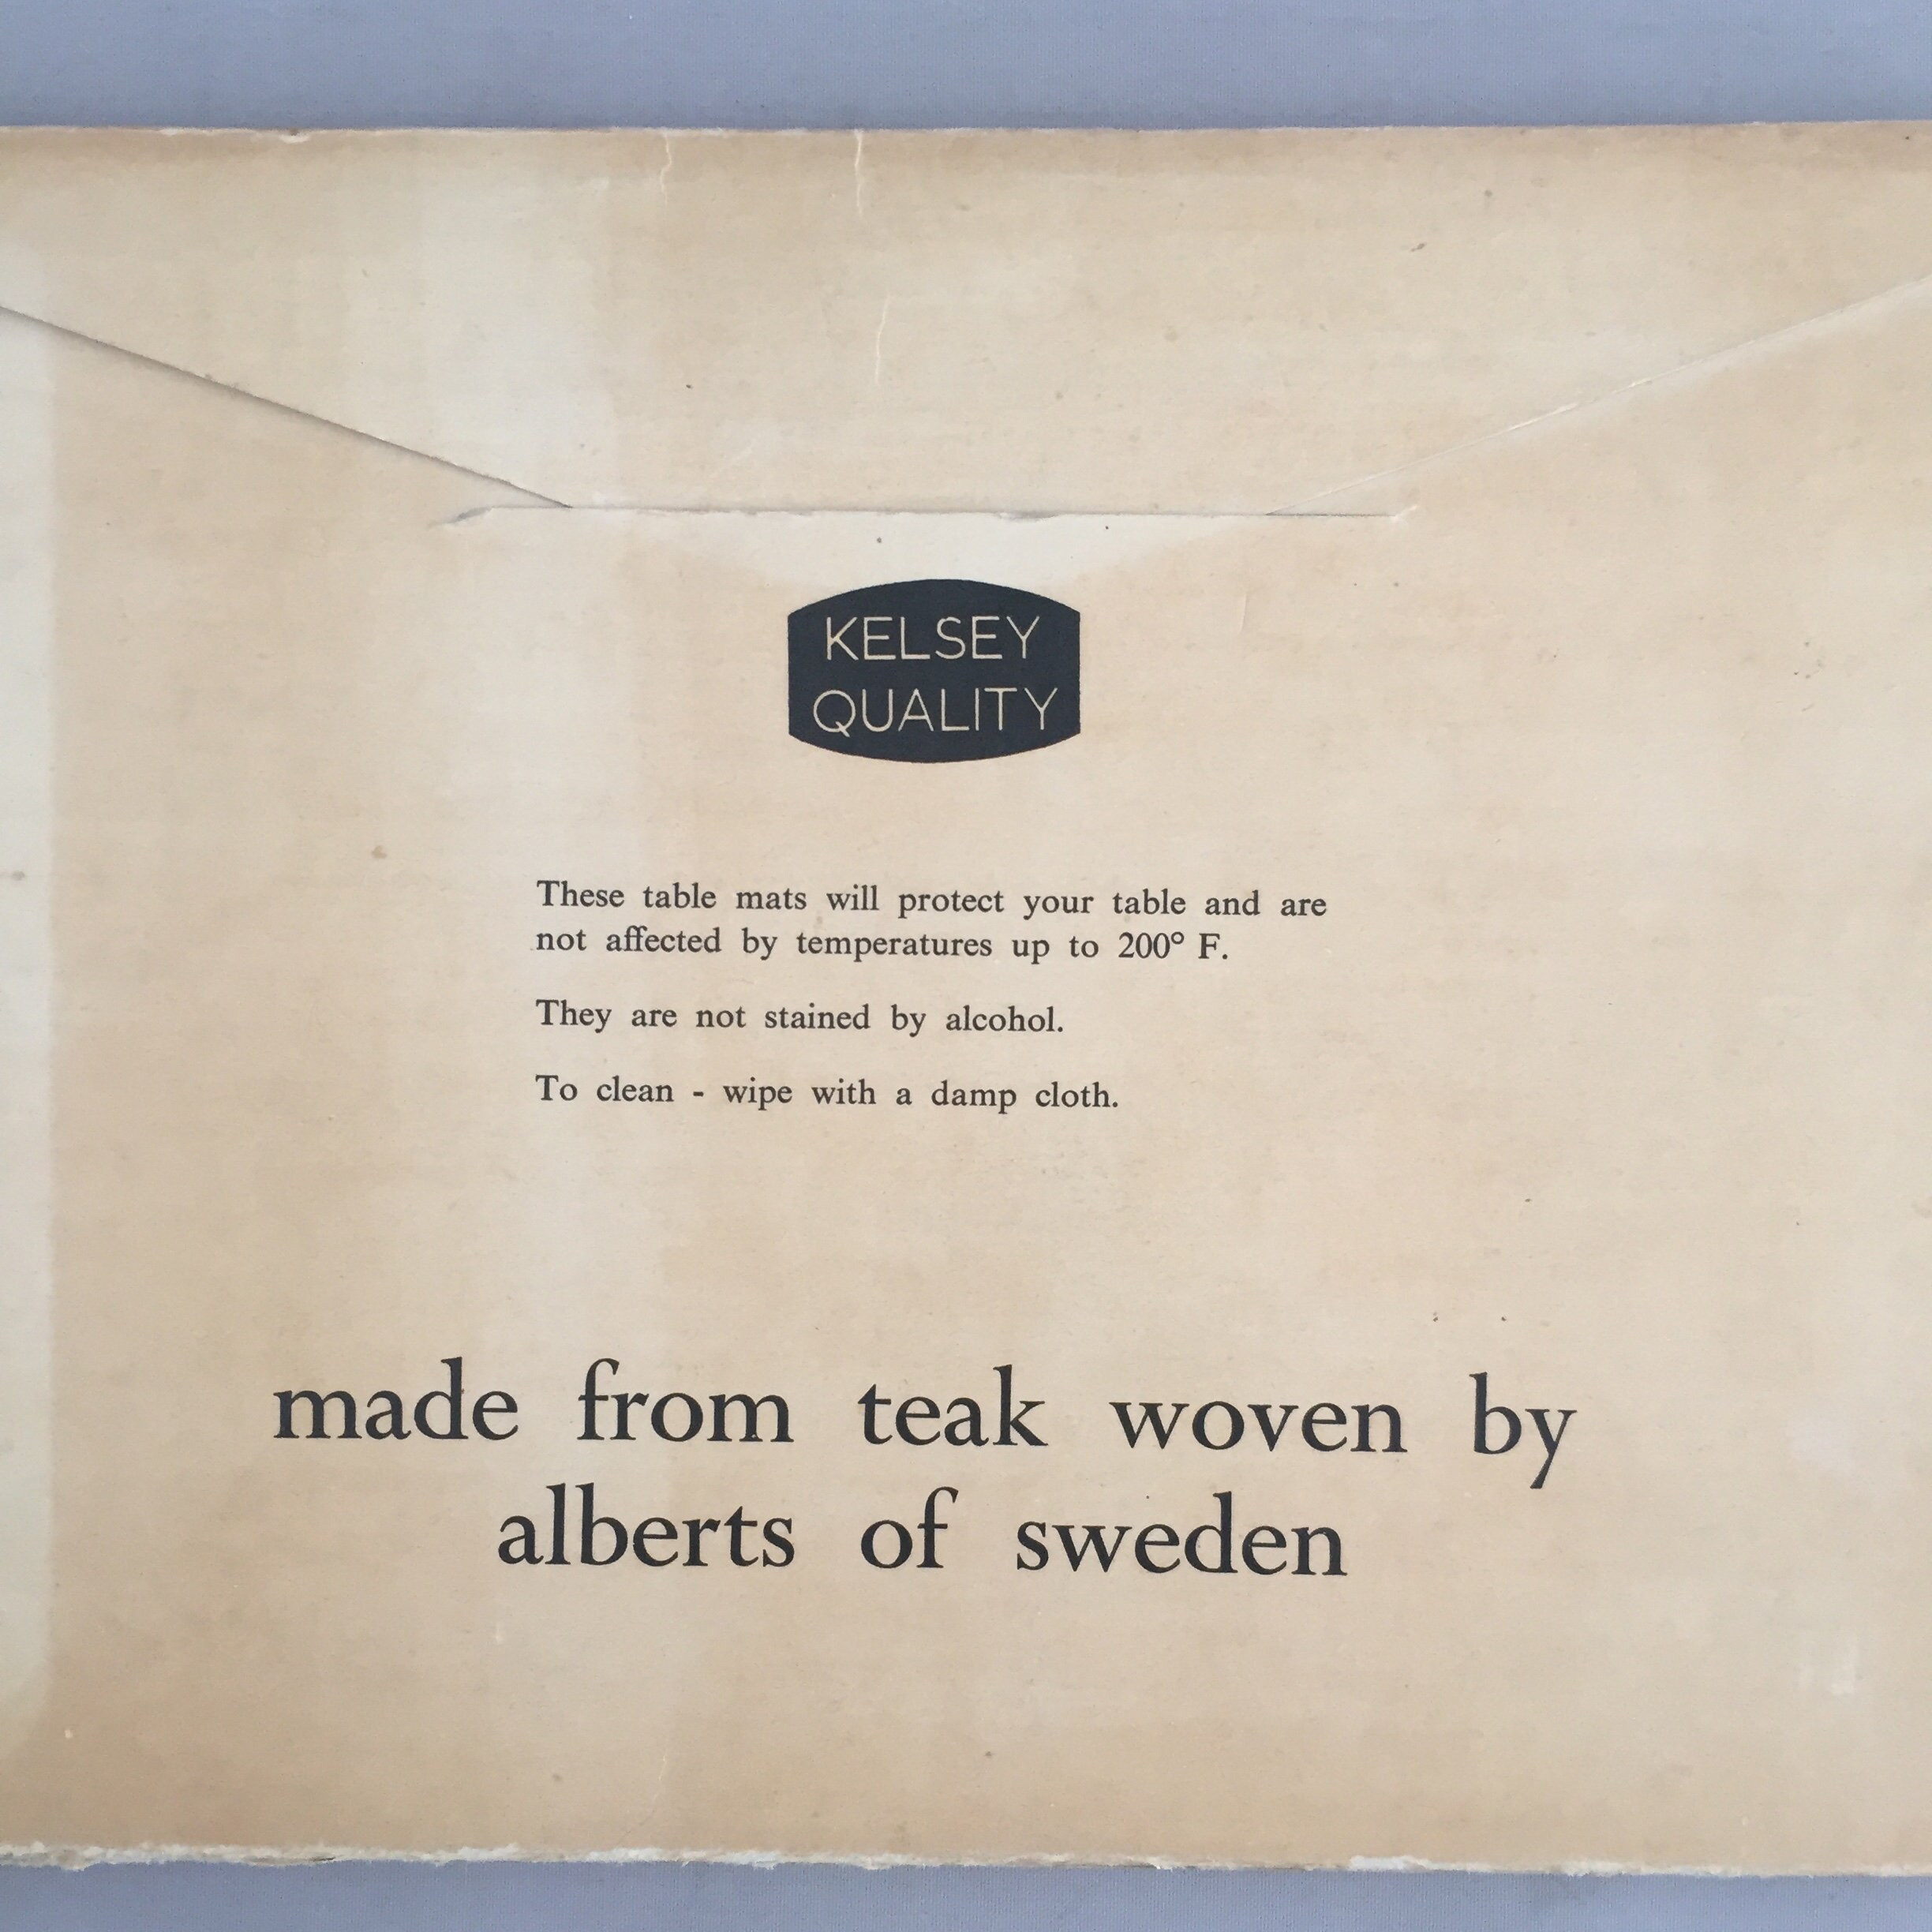 KELSEY
QUALITY
These table mats will protect your table and are
not affected by temperatures up to 200° F.
They are not stained by alcohol.
To clean - wipe with a damp cloth.
made from teak woven by
alberts of sweden